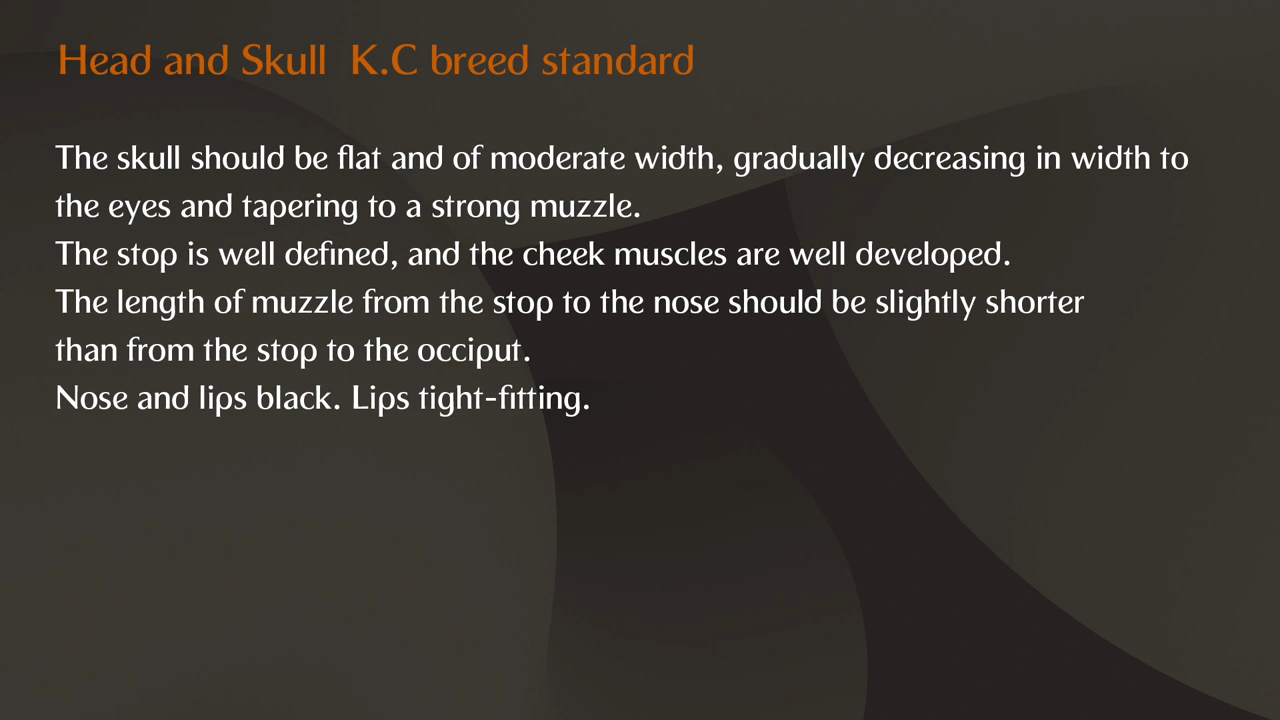 Head and Skull  K.C breed standard
The skull should be flat and of moderate width, gradually decreasing in width to
the eyes and tapering to a strong muzzle.
The stop is well defined, and the cheek muscles are well developed.
The length of muzzle from the stop to the nose should be slightly shorter
than from the stop to the occiput.
Nose and lips black. Lips tight-fitting.